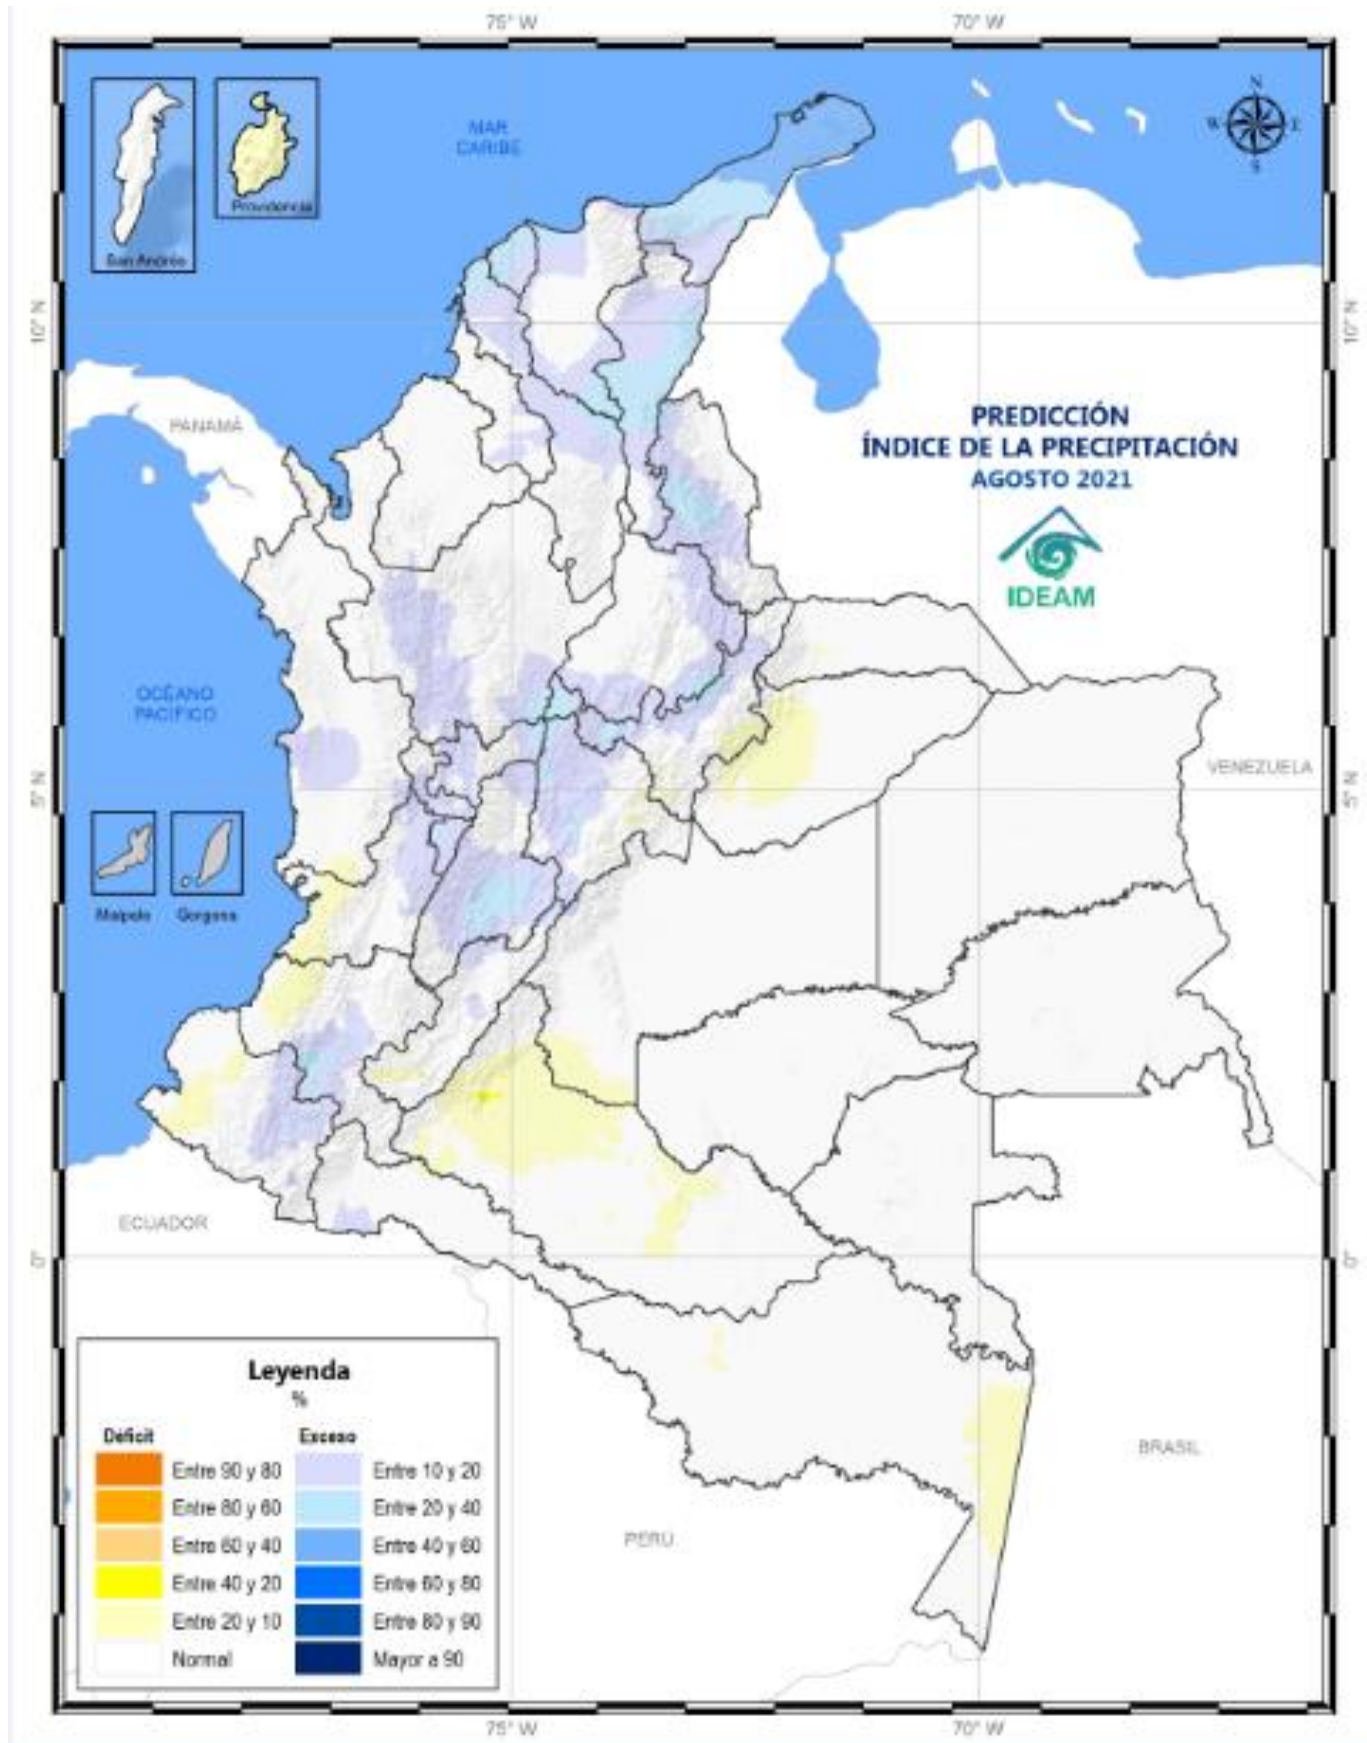 75° W
70° W
N
W
E
S
MAR
CARIBE
Providencia
San Andrés
10° N
10° N
PREDICCIÓN
ÍNDICE DE LA PRECIPITACIÓN
AGOSTO 2021
IDEAM
PANAMÁ
OCÉANO
PACÍFICO
VENEZUELA
5° N
5° N
Malpelo
Gorgona
ECUADOR
0°
0°
Leyenda
%
Déficit
Exceso
Entre 90 y 80
Entre 10 y 20
Entre 80 y 60
Entre 20 y 40
Entre 60 y 40
Entre 40 y 60
Entre 40 y 20
Entre 60 y 80
Entre 20 y 10
Entre 80 y 90
Normal
Mayor a 90
BRASIL
PERÚ
75° W
70° W